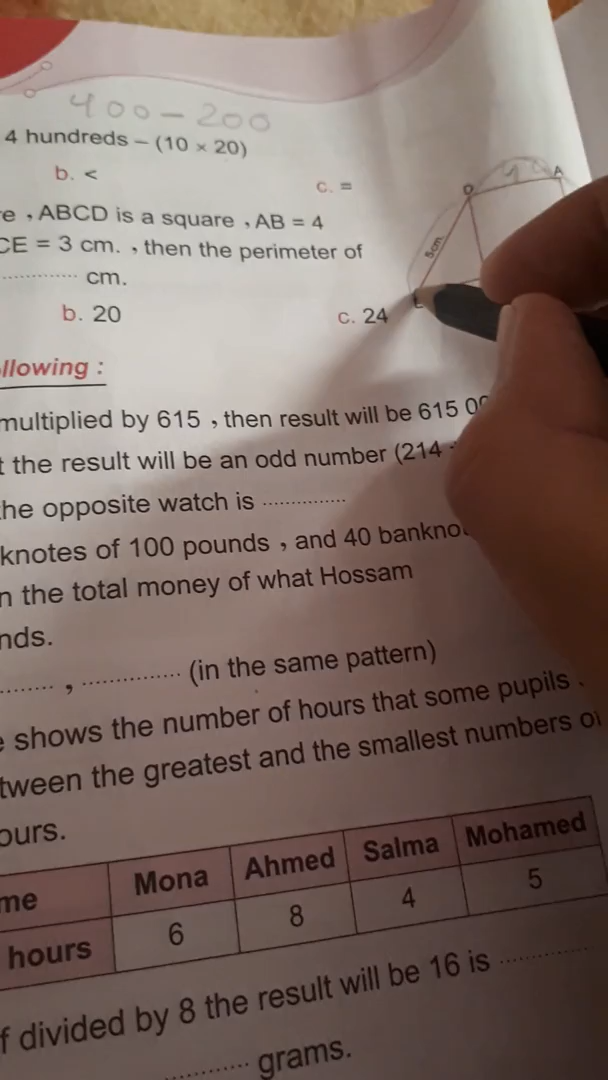 400 - 200
4 hundreds – (10 × 20)
b. <
c. =
, ABCD is a square , AB = 4
CE = 3 cm. , then the perimeter of
............ cm.
b. 20
c. 24
D
A
5cm.
llowing :
multiplied by 615 , then result will be 615 0
the result will be an odd number (214
the opposite watch is ..............
knotes of 100 pounds , and 40 bankno
the total money of what Hossam
nds.
........ , .............. (in the same pattern)
shows the number of hours that some pupils
tween the greatest and the smallest numbers of
ours.
me Mona Ahmed Salma Mohamed
hours 6 8 4 5
f divided by 8 the result will be 16 is ..............
............ grams.